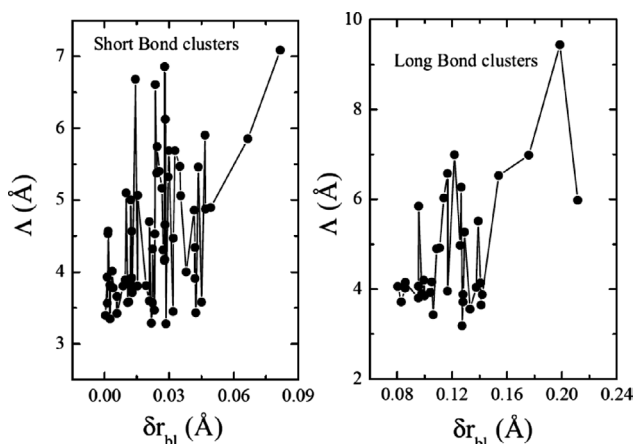 Short Bond clusters
Λ (Å)
7
6
5
4
3
0.00 0.03 0.06 0.09
δr_bl (Å)
Long Bond clusters
Λ (Å)
10
8
6
4
2
0.08 0.12 0.16 0.20 0.24
δr_bl (Å)